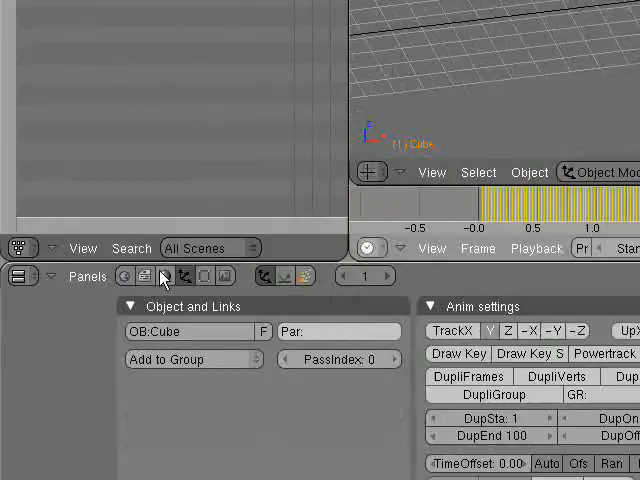 z
(1) Cube
View Select Object Object Mod
-0.5 -0.0 0.5 1.0
View Search All Scenes
View Frame Playback Pr Star
Panels 1
Object and Links
Anim settings
OB:Cube F Par:
TrackX Y Z -X -Y -Z UpX
Draw Key Draw Key S Powertrack
Add to Group PassIndex: 0
DupliFrames DupliVerts Dup
DupliGroup GR:
DupSta: 1 DupOn
DupEnd 100 DupOff
TimeOffset: 0.00 Auto Ofs Ran